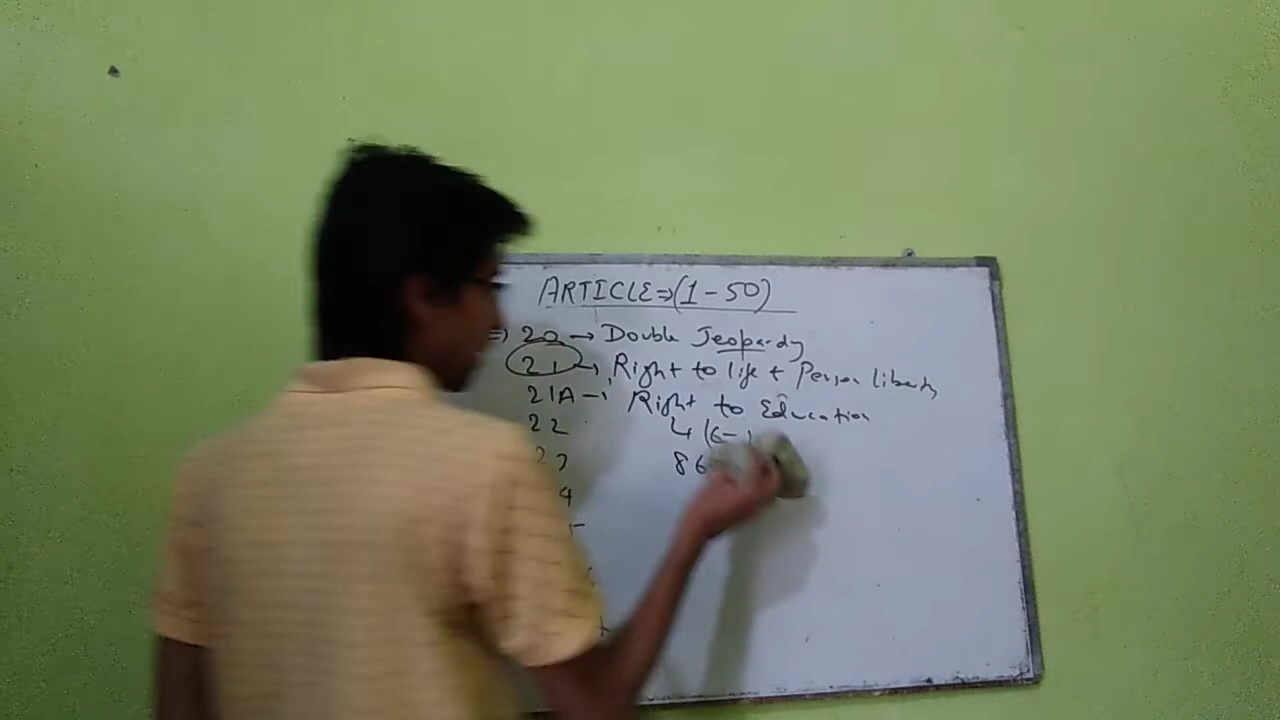 ARTICLE⇒(1-50)
⇒ 20 → Double Jeopardy
21 → Right to life + Person liberty
21A → Right to Education
22 4 (6-
86